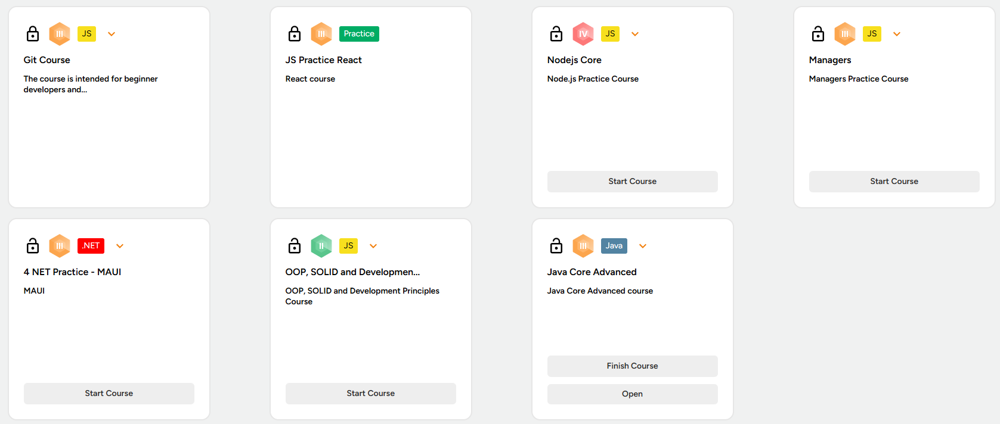 III JS
Git Course
The course is intended for beginner
developers and...
III Practice
JS Practice React
React course
IV JS
Nodejs Core
Node.js Practice Course
Start Course
III JS
Managers
Managers Practice Course
Start Course
III .NET
4 NET Practice - MAUI
MAUI
Start Course
II JS
OOP, SOLID and Developmen...
OOP, SOLID and Development Principles
Course
Start Course
III Java
Java Core Advanced
Java Core Advanced course
Finish Course
Open